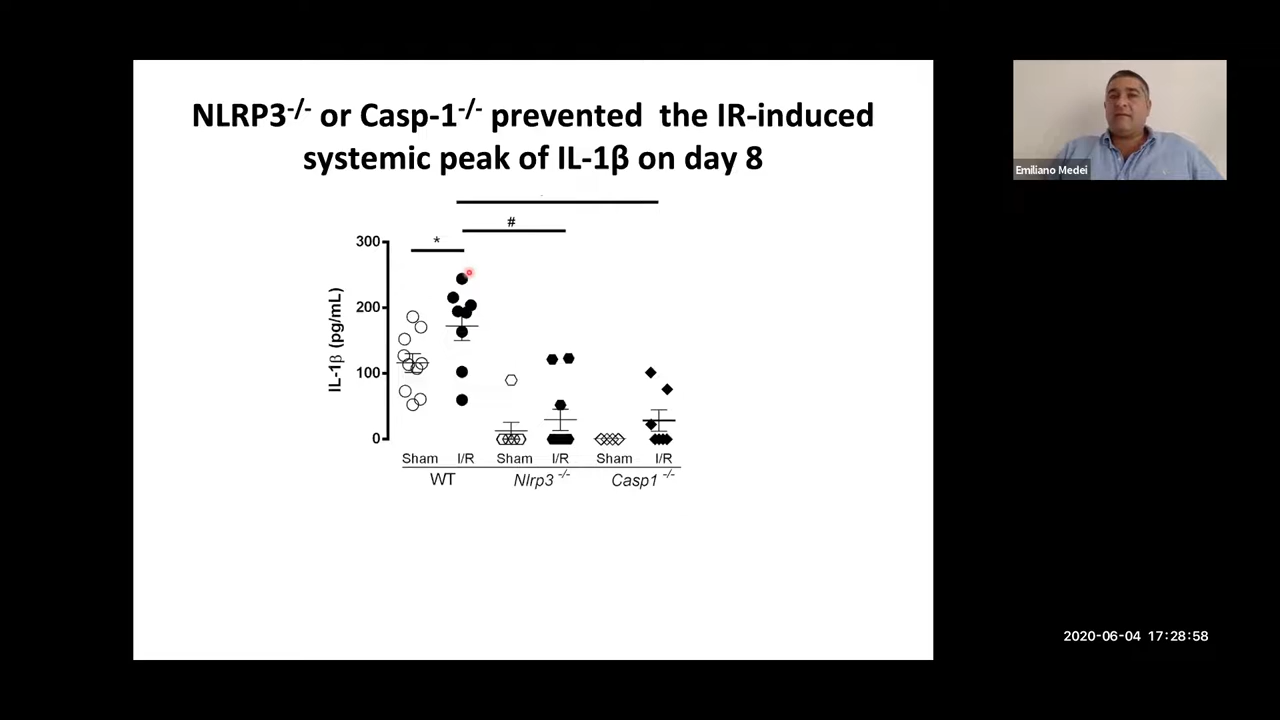 NLRP3-/- or Casp-1-/- prevented the IR-induced
systemic peak of IL-1β on day 8
#
*
300
200
100
0
IL-1β (pg/mL)
Sham I/R Sham I/R Sham I/R
WT Nlrp3 -/- Casp1 -/-
Emiliano Medei
2020-06-04 17:28:58